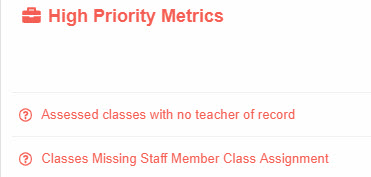 High Priority Metrics
Assessed classes with no teacher of record
Classes Missing Staff Member Class Assignment